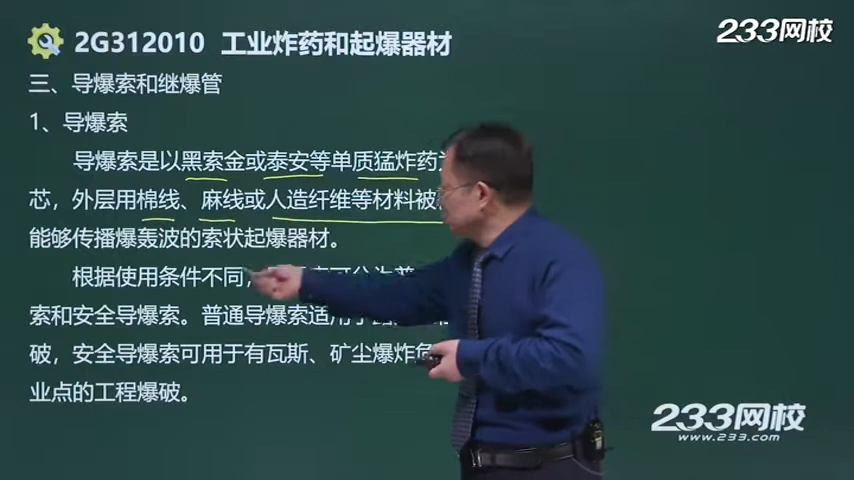 2G312010 工业炸药和起爆器材
233网校
三、导爆索和继爆管
1、导爆索
导爆索是以黑索金或泰安等单质猛炸药
芯，外层用棉线、麻线或人造纤维等材料被
能够传播爆轰波的索状起爆器材。
根据使用条件不同，
索和安全导爆索。普通导爆索适用于
破，安全导爆索可用于有瓦斯、矿尘爆炸危
业点的工程爆破。
233网校
www.233.com